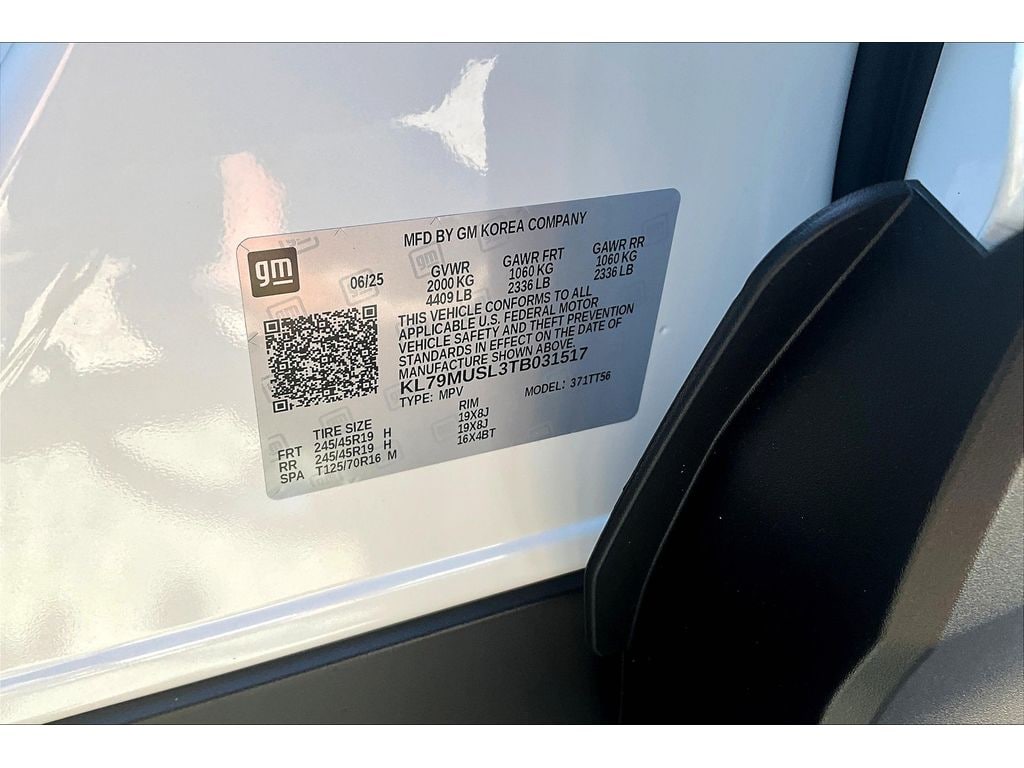 MFD BY GM KOREA COMPANY
gm
06/25
GVWR GAWR FRT GAWR RR
2000 KG 1060 KG 1060 KG
4409 LB 2336 LB 2336 LB
THIS VEHICLE CONFORMS TO ALL
APPLICABLE U.S. FEDERAL MOTOR
VEHICLE SAFETY AND THEFT PREVENTION
STANDARDS IN EFFECT ON THE DATE OF
MANUFACTURE SHOWN ABOVE.
KL79MUSL3TB031517
TYPE: MPV MODEL: 371TT56
TIRE SIZE RIM
FRT 245/45R19 H 19X8J
RR 245/45R19 H 19X8J
SPA T125/70R16 M 16X4BT